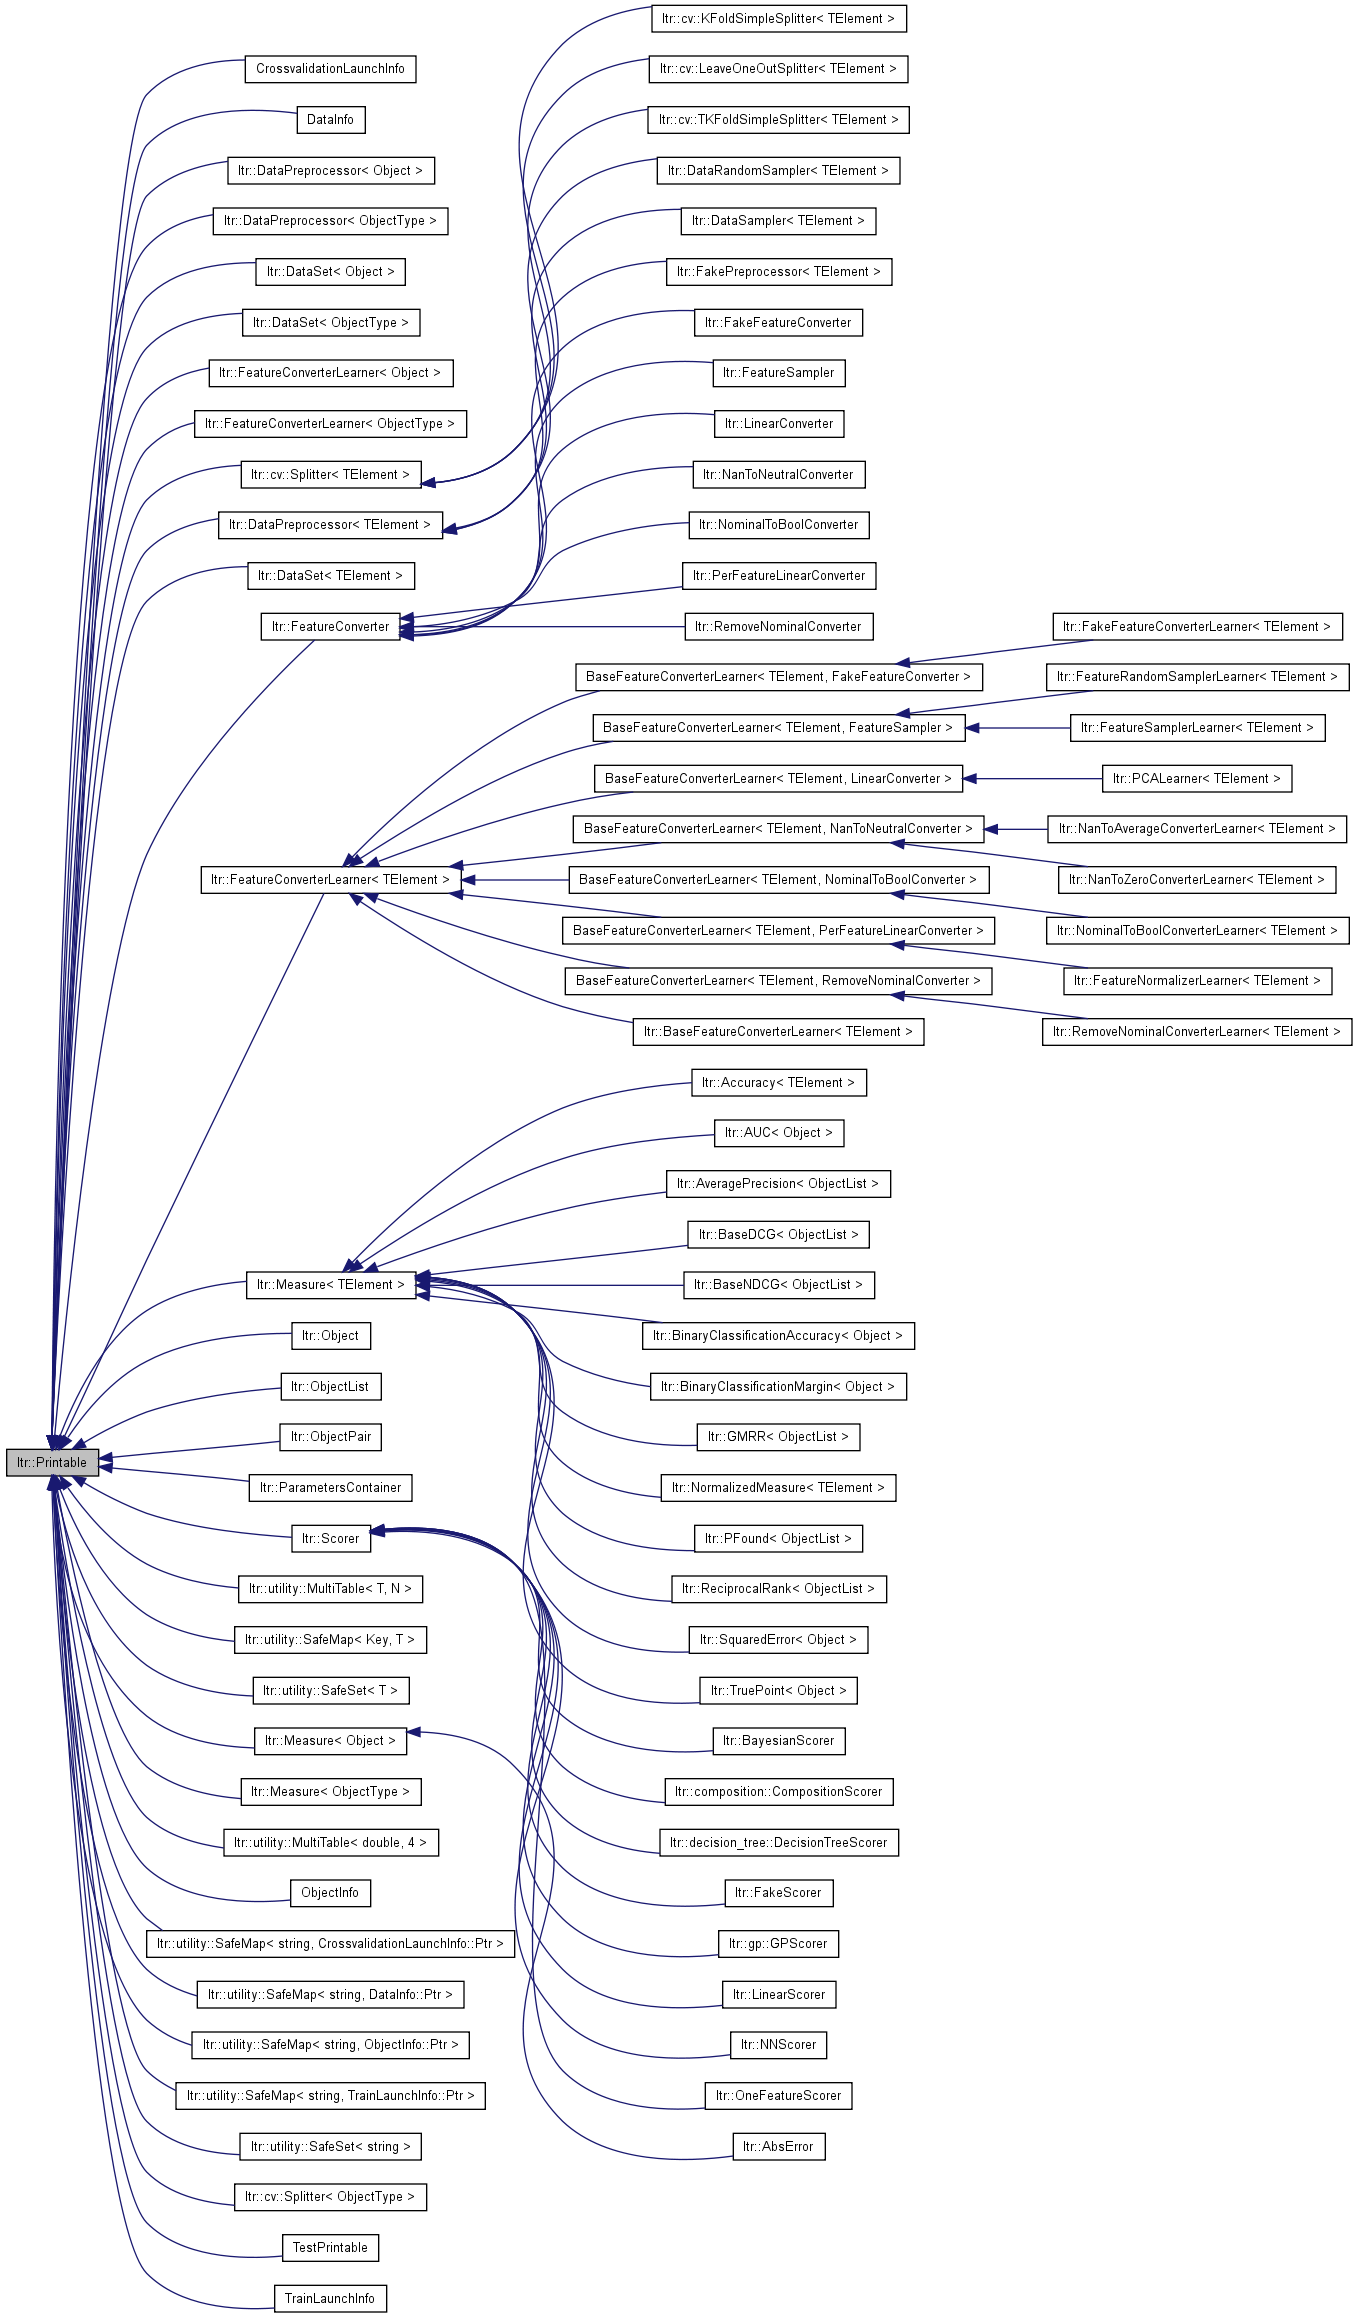 ltr::cv::KFoldSimpleSplitter< TElement >
CrossvalidationLaunchInfo
ltr::cv::LeaveOneOutSplitter< TElement >
DataInfo
ltr::cv::TKFoldSimpleSplitter< TElement >
ltr::DataPreprocessor< Object >
ltr::DataRandomSampler< TElement >
ltr::DataPreprocessor< ObjectType >
ltr::DataSampler< TElement >
ltr::DataSet< Object >
ltr::FakePreprocessor< TElement >
ltr::DataSet< ObjectType >
ltr::FakeFeatureConverter
ltr::FeatureConverterLearner< Object >
ltr::FeatureSampler
ltr::FeatureConverterLearner< ObjectType >
ltr::LinearConverter
ltr::cv::Splitter< TElement >
ltr::NanToNeutralConverter
ltr::DataPreprocessor< TElement >
ltr::NominalToBoolConverter
ltr::DataSet< TElement >
ltr::PerFeatureLinearConverter
ltr::FeatureConverter
ltr::RemoveNominalConverter
ltr::FakeFeatureConverterLearner< TElement >
BaseFeatureConverterLearner< TElement, FakeFeatureConverter >
ltr::FeatureRandomSamplerLearner< TElement >
BaseFeatureConverterLearner< TElement, FeatureSampler >
ltr::FeatureSamplerLearner< TElement >
BaseFeatureConverterLearner< TElement, LinearConverter >
ltr::PCALearner< TElement >
BaseFeatureConverterLearner< TElement, NanToNeutralConverter >
ltr::NanToAverageConverterLearner< TElement >
ltr::FeatureConverterLearner< TElement >
BaseFeatureConverterLearner< TElement, NominalToBoolConverter >
ltr::NanToZeroConverterLearner< TElement >
BaseFeatureConverterLearner< TElement, PerFeatureLinearConverter >
ltr::NominalToBoolConverterLearner< TElement >
BaseFeatureConverterLearner< TElement, RemoveNominalConverter >
ltr::FeatureNormalizerLearner< TElement >
ltr::BaseFeatureConverterLearner< TElement >
ltr::RemoveNominalConverterLearner< TElement >
ltr::Accuracy< TElement >
ltr::AUC< Object >
ltr::AveragePrecision< ObjectList >
ltr::BaseDCG< ObjectList >
ltr::Measure< TElement >
ltr::BaseNDCG< ObjectList >
ltr::Object
ltr::BinaryClassificationAccuracy< Object >
ltr::ObjectList
ltr::BinaryClassificationMargin< Object >
ltr::ObjectPair
ltr::GMRR< ObjectList >
ltr::Printable
ltr::ParametersContainer
ltr::NormalizedMeasure< TElement >
ltr::Scorer
ltr::PFound< ObjectList >
ltr::utility::MultiTable< T, N >
ltr::ReciprocalRank< ObjectList >
ltr::utility::SafeMap< Key, T >
ltr::SquaredError< Object >
ltr::utility::SafeSet< T >
ltr::TruePoint< Object >
ltr::Measure< Object >
ltr::BayesianScorer
ltr::Measure< ObjectType >
ltr::composition::CompositionScorer
ltr::utility::MultiTable< double, 4 >
ltr::decision_tree::DecisionTreeScorer
ObjectInfo
ltr::FakeScorer
ltr::utility::SafeMap< string, CrossvalidationLaunchInfo::Ptr >
ltr::gp::GPScorer
ltr::utility::SafeMap< string, DataInfo::Ptr >
ltr::LinearScorer
ltr::utility::SafeMap< string, ObjectInfo::Ptr >
ltr::NNScorer
ltr::utility::SafeMap< string, TrainLaunchInfo::Ptr >
ltr::OneFeatureScorer
ltr::utility::SafeSet< string >
ltr::AbsError
ltr::cv::Splitter< ObjectType >
TestPrintable
TrainLaunchInfo